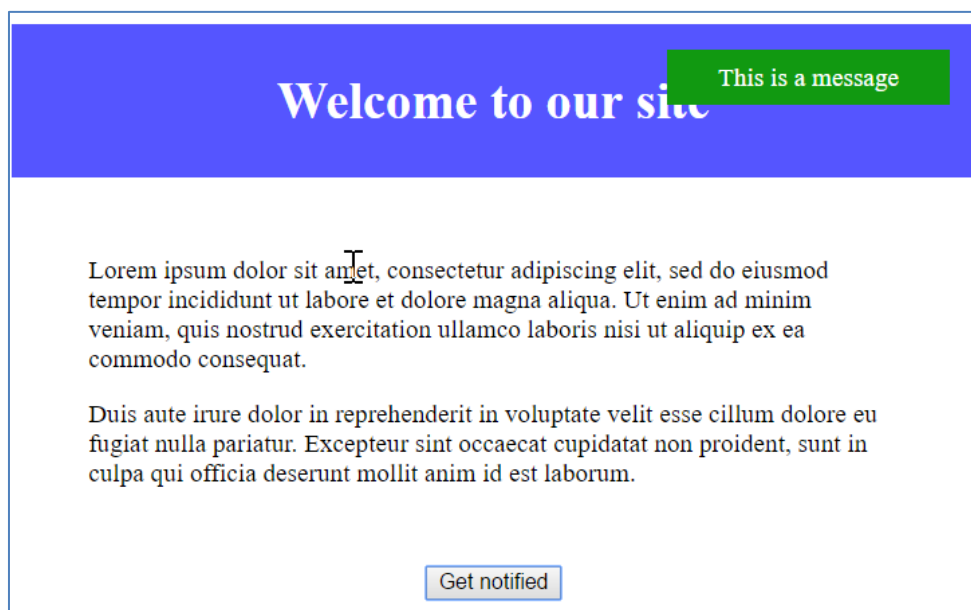 This is a message
Welcome to our site
Lorem ipsum dolor sit amet, consectetur adipiscing elit, sed do eiusmod
tempor incididunt ut labore et dolore magna aliqua. Ut enim ad minim
veniam, quis nostrud exercitation ullamco laboris nisi ut aliquip ex ea
commodo consequat.
Duis aute irure dolor in reprehenderit in voluptate velit esse cillum dolore eu
fugiat nulla pariatur. Excepteur sint occaecat cupidatat non proident, sunt in
culpa qui officia deserunt mollit anim id est laborum.
Get notified